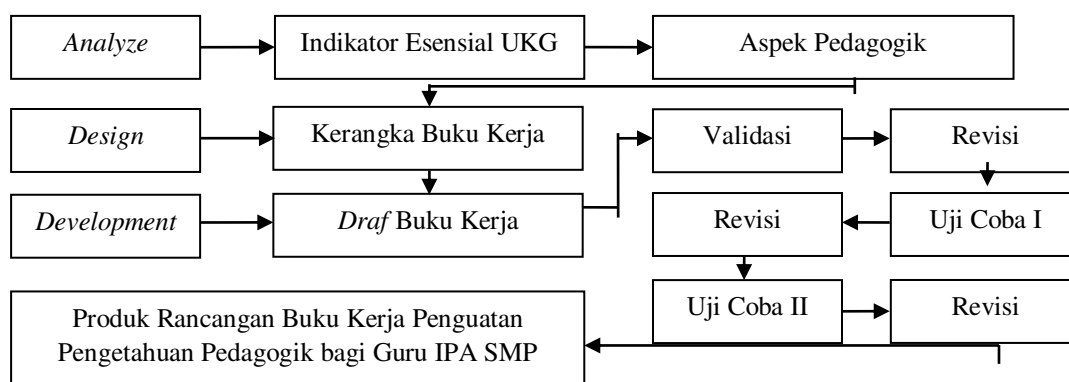 Analyze
Indikator Esensial UKG
Aspek Pedagogik
Design
Kerangka Buku Kerja
Validasi
Revisi
Development
Draf Buku Kerja
Revisi
Uji Coba I
Uji Coba II
Revisi
Produk Rancangan Buku Kerja Penguatan
Pengetahuan Pedagogik bagi Guru IPA SMP